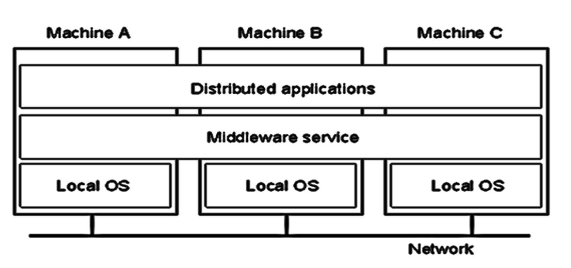 Machine A
Machine B
Machine C
Distributed applications
Middleware service
Local OS
Local OS
Local OS
Network